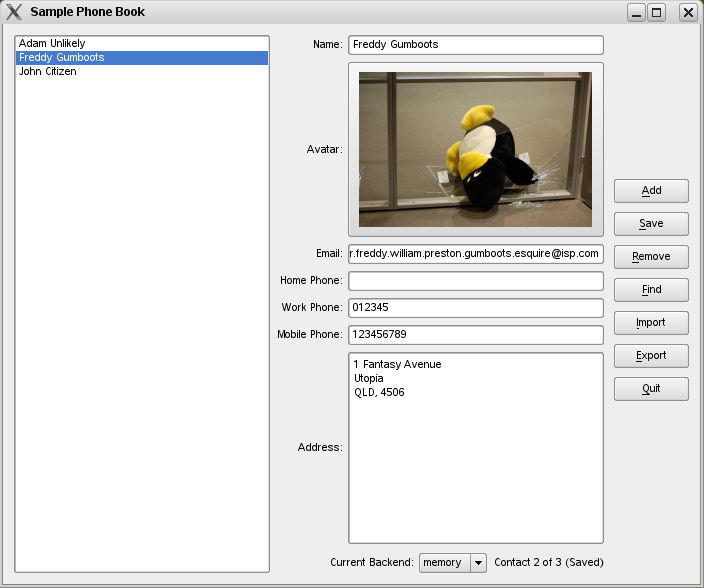 Sample Phone Book
Adam Unlikely
Freddy Gumboots
John Citizen
Name: Freddy Gumboots
Avatar:
Email: r.freddy.william.preston.gumboots.esquire@isp.com
Home Phone:
Work Phone: 012345
Mobile Phone: 123456789
Address:
1 Fantasy Avenue
Utopia
QLD, 4506
Add
Save
Remove
Find
Import
Export
Quit
Current Backend: memory Contact 2 of 3 (Saved)